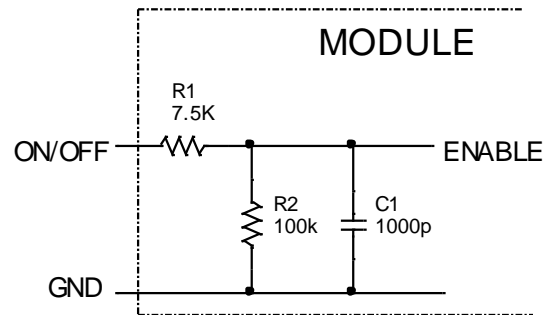 MODULE
R1
7.5K
ON/OFF
ENABLE
R2
100k
C1
1000p
GND